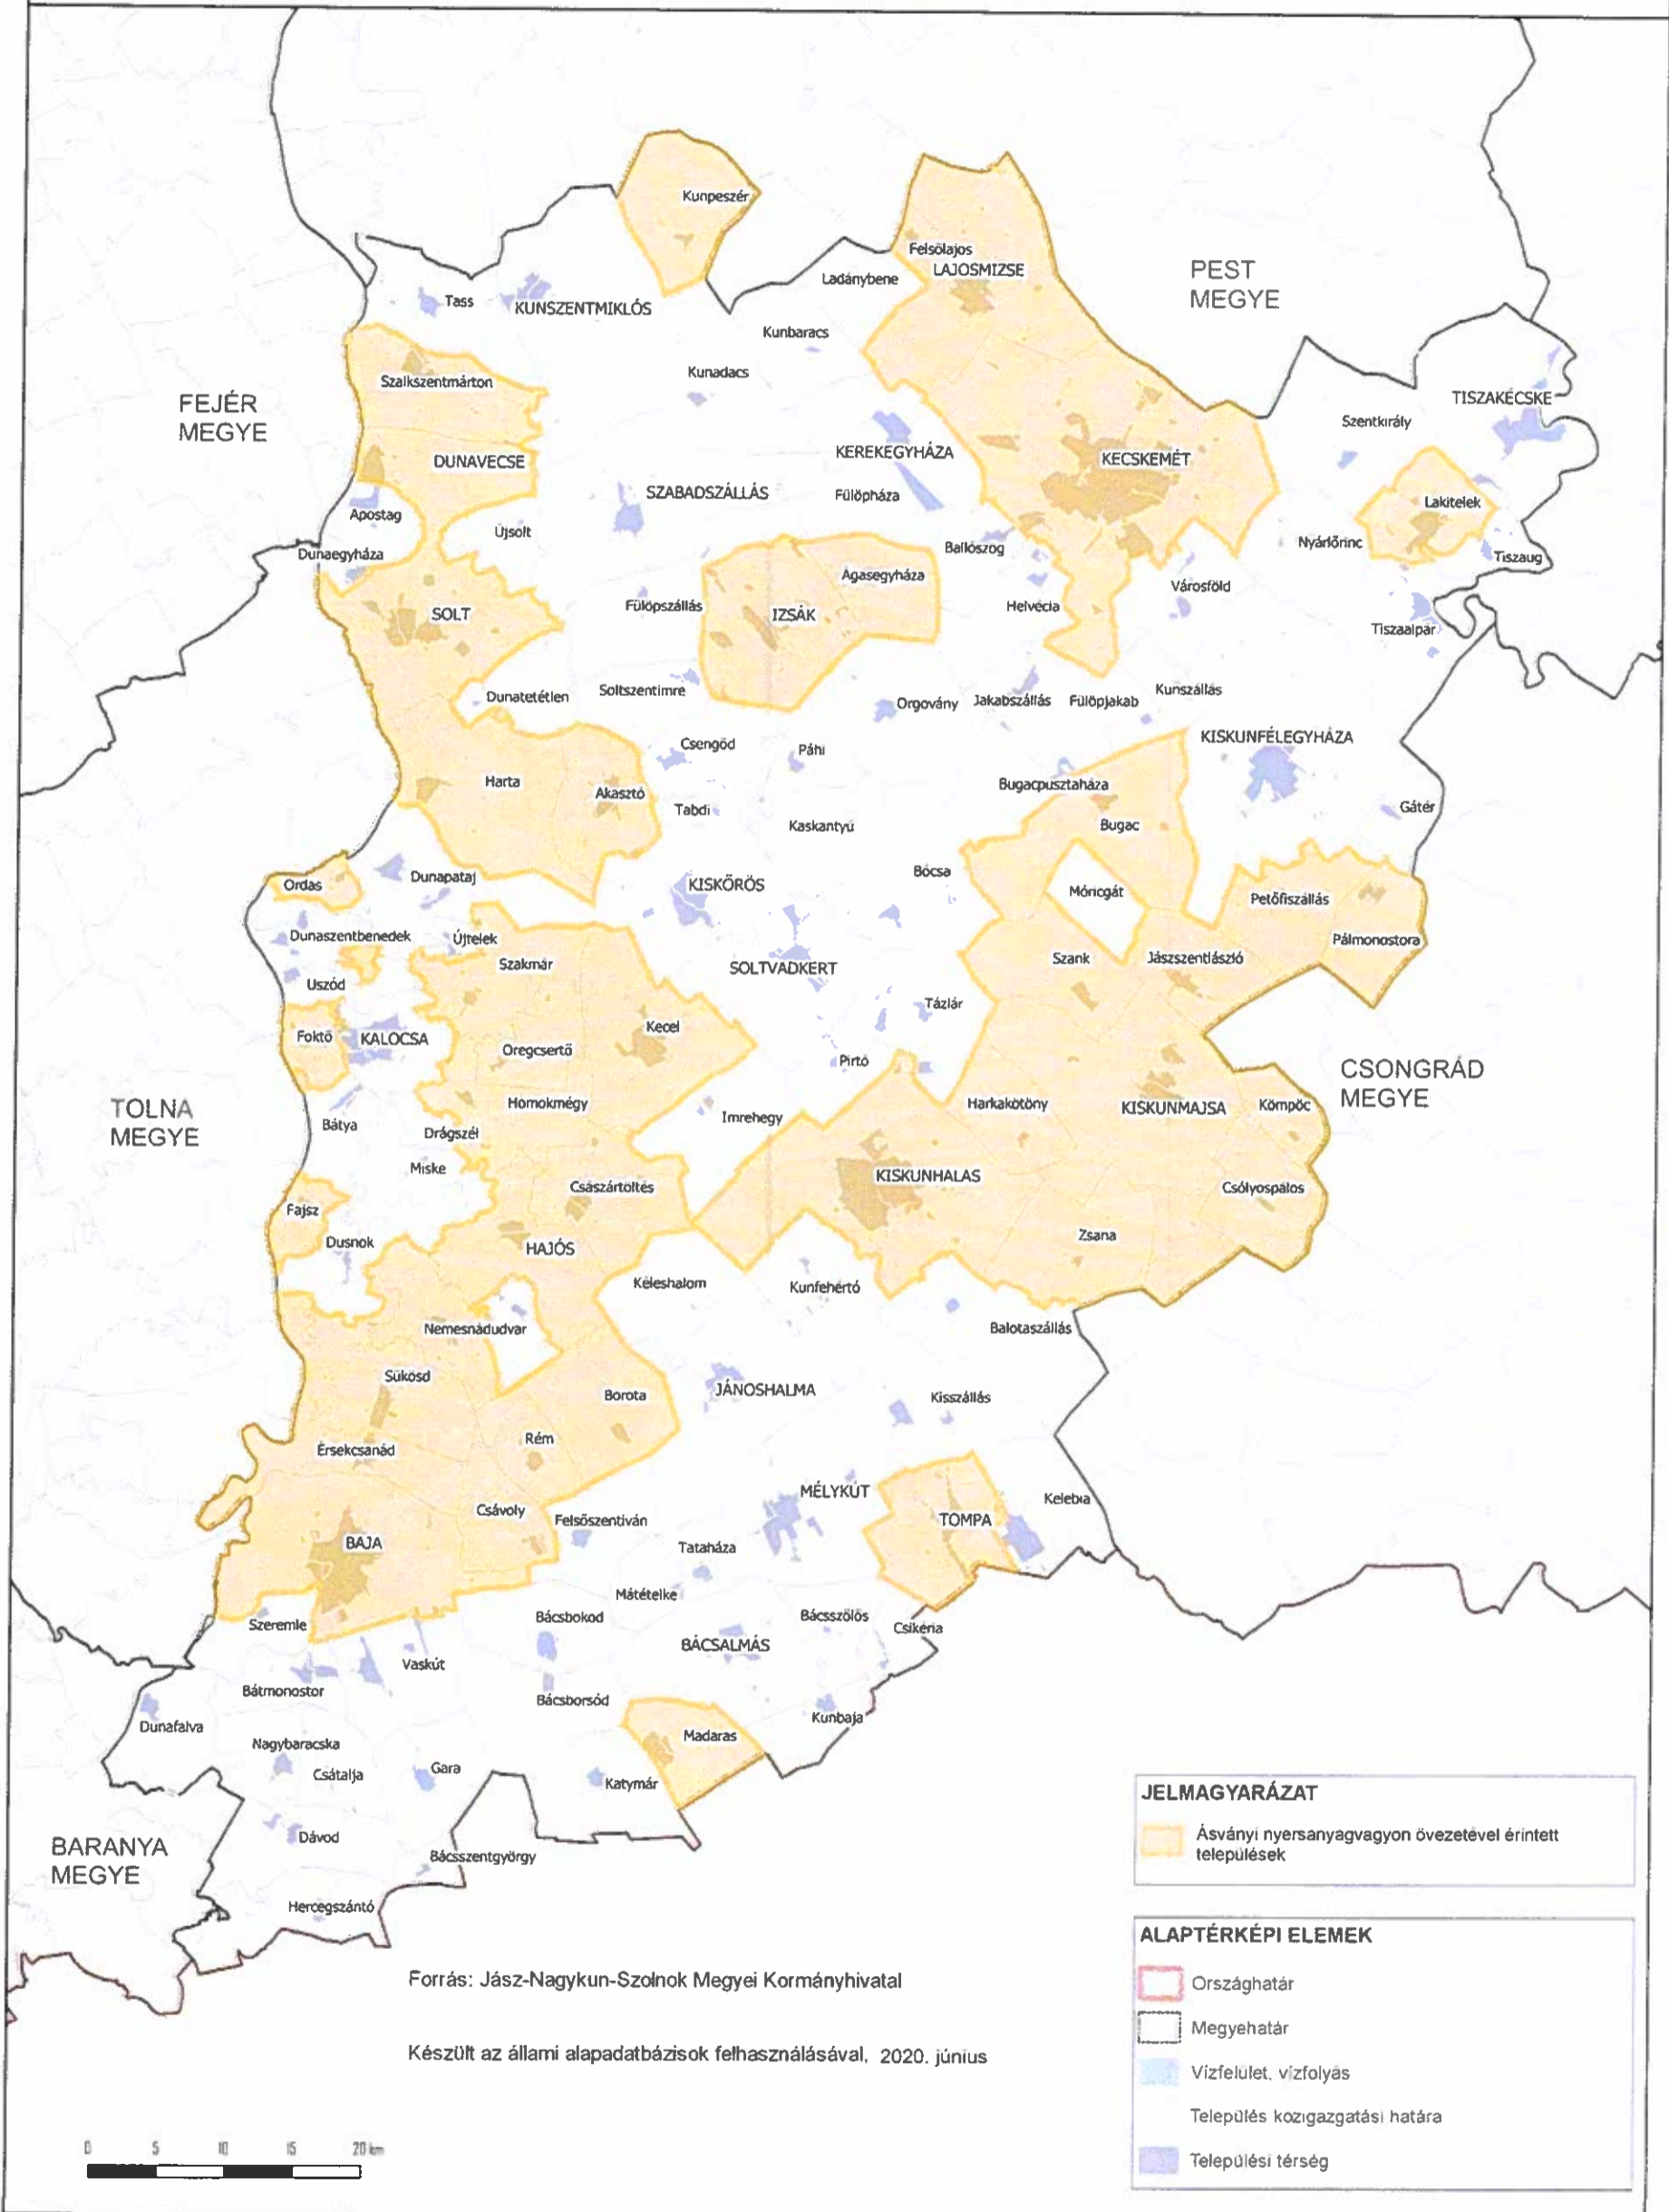 Kunpeszér
Felsőlajos
LAJOSMIZSE
Ladánybene
PEST
MEGYE
Tass
KUNSZENTMIKLÓS
Kunbaracs
Kunadacs
Szalkszentmárton
FEJÉR
MEGYE
TISZAKÉCSKE
Szentkirály
KEREKEGYHÁZA
KECSKEMÉT
DUNAVECSE
SZABADSZÁLLÁS
Fülöpháza
Lakitelek
Apostag
Újsolt
Nyárlőrinc
Ballószög
Dunaegyháza
Tiszaug
Ágasegyháza
Városföld
Fülöpszállás
Helvécia
SOLT
IZSÁK
Tiszaalpár
Dunatetétlen
Soltszentimre
Orgovány
Jakabszállás
Fülöpjakab
Kunszállás
Csengőd
Páhi
KISKUNFÉLEGYHÁZA
Harta
Akasztó
Bugacpusztaháza
Tabdi
Gátér
Kaskantyú
Bugac
Bócsa
Dunapataj
Ordas
KISKŐRÖS
Móricgát
Petőfiszállás
Dunaszentbenedek
Újtelek
Pálmonostora
Szakmár
SOLTVADKERT
Szank
Jászszentlászló
Uszód
Tázlár
Kecel
Foktő
KALOCSA
Öregcsertő
Pirtó
CSONGRÁD
MEGYE
TOLNA
MEGYE
Homokmégy
Harkakötöny
KISKUNMAJSA
Kömpöc
Imrehegy
Bátya
Drágszél
Miske
KISKUNHALAS
Császártöltés
Csólyospálos
Fajsz
Zsana
Dusnok
HAJÓS
Kéleshalom
Kunfehértó
Nemesnádudvar
Balotaszállás
Sükösd
JÁNOSHALMA
Borota
Kisszállás
Rém
Érsekcsanád
MÉLYKÚT
Kelebia
Csávoly
Felsőszentiván
TOMPA
BAJA
Tataháza
Mátételke
Szeremle
Bácsbokod
Bácsszőlős
Csikéria
BÁCSALMÁS
Vaskút
Bátmonostor
Bácsborsód
Kunbaja
Dunafalva
Madaras
Nagybaracska
Csátalja
Gara
Katymár
BARANYA
MEGYE
Dávod
Bácsszentgyörgy
Hercegszántó
JELMAGYARÁZAT
Ásványi nyersanyagvagyon övezetével érintett
települések
ALAPTÉRKÉPI ELEMEK
Országhatár
Megyehatár
Vízfelület, vízfolyás
Település közigazgatási határa
Települési térség
Forrás: Jász-Nagykun-Szolnok Megyei Kormányhivatal
Készült az állami alapadatbázisok felhasználásával, 2020. június
0 5 10 15 20 km